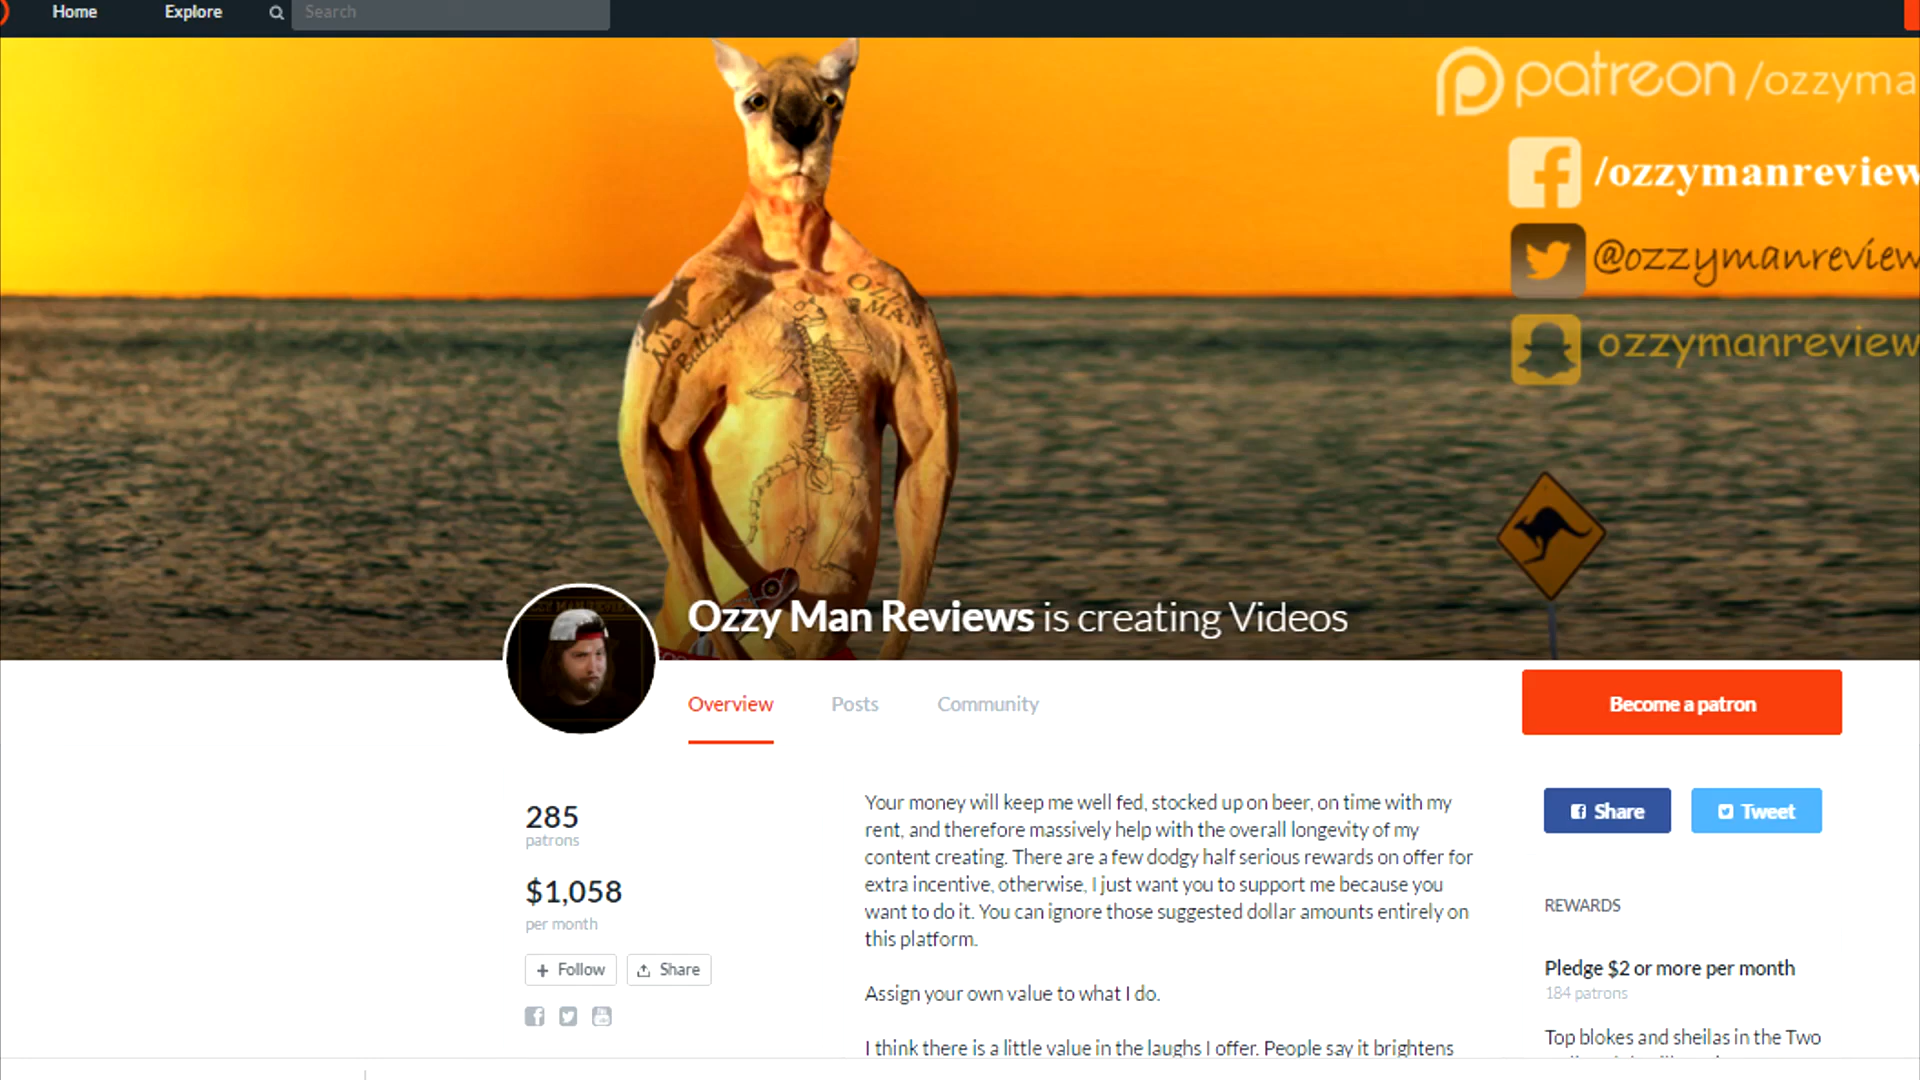 Home Explore Search
patreon /ozzyma
/ozzymanreview
@ozzymanreview
ozzymanreview
No Bullshit
Ozzy MAN REVIEWS
Ozzy Man Reviews is creating Videos
Overview Posts Community
Become a patron
285
patrons
$1,058
per month
Follow Share
Your money will keep me well fed, stocked up on beer, on time with my
rent, and therefore massively help with the overall longevity of my
content creating. There are a few dodgy half serious rewards on offer for
extra incentive, otherwise, I just want you to support me because you
want to do it. You can ignore those suggested dollar amounts entirely on
this platform.
Assign your own value to what I do.
I think there is a little value in the laughs I offer. People say it brightens
Share Tweet
REWARDS
Pledge $2 or more per month
184 patrons
Top blokes and sheilas in the Two